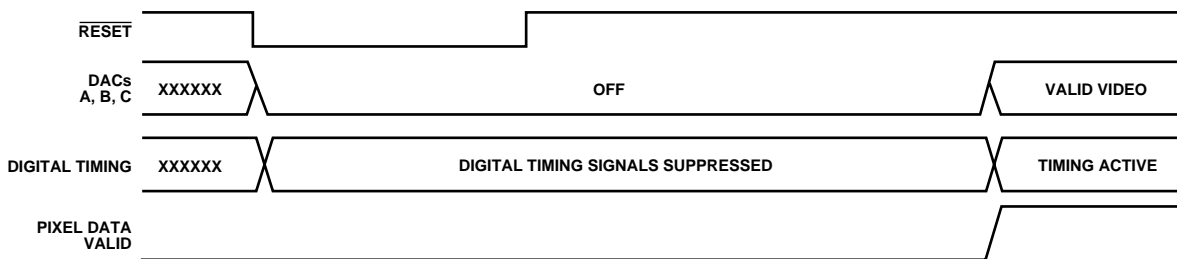 RESET
DACs
A, B, C
XXXXXX
OFF
VALID VIDEO
DIGITAL TIMING
XXXXXX
DIGITAL TIMING SIGNALS SUPPRESSED
TIMING ACTIVE
PIXEL DATA
VALID